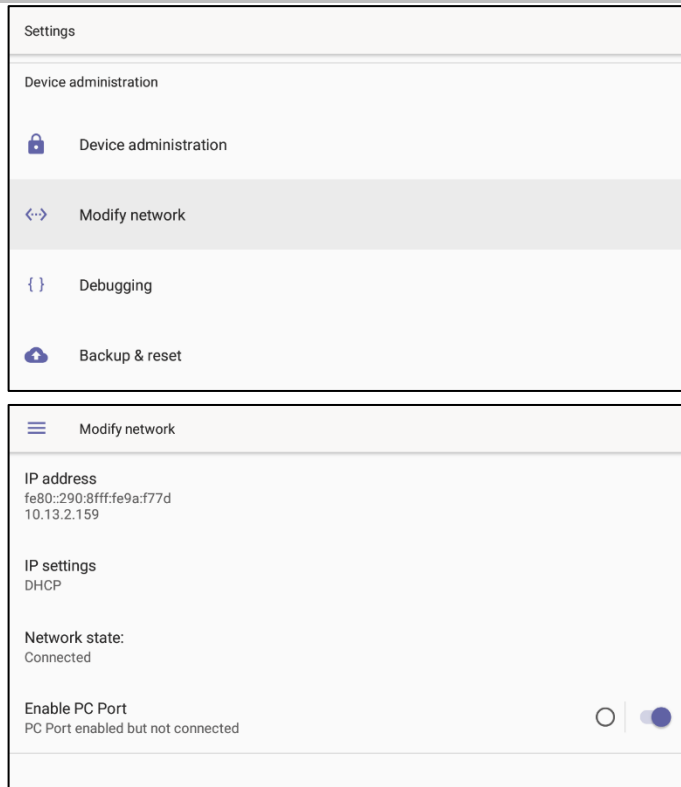 Settings
Device administration
Device administration
Modify network
Debugging
Backup & reset
Modify network
IP address
fe80::290:8fff:fe9a:f77d
10.13.2.159
IP settings
DHCP
Network state:
Connected
Enable PC Port
PC Port enabled but not connected